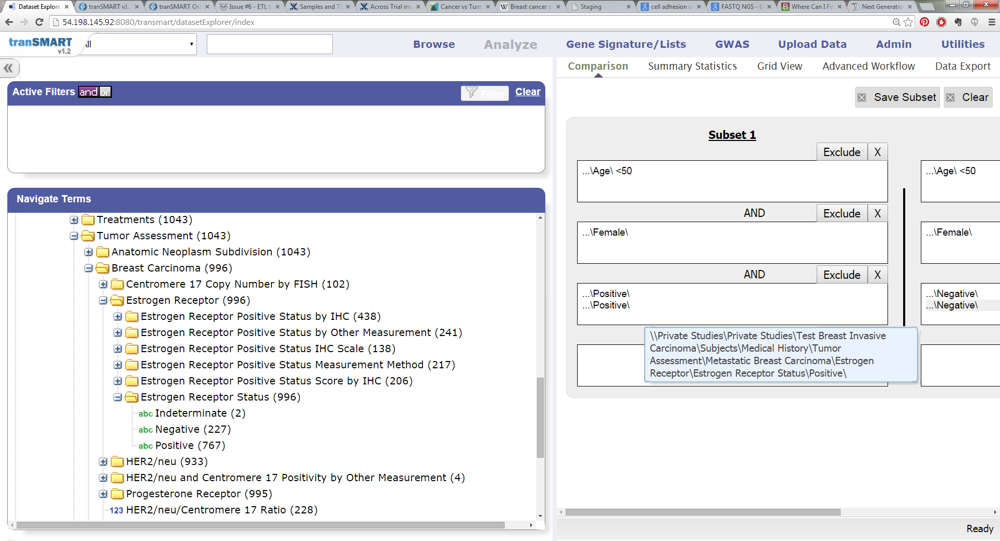 Dataset Explore
tranSMART v1.
tranSMART Ora
Issue #6 - ETL t
Samples and Ti
Across Trial im
Cancer vs Tum
Breast cancer c
Staging
cell adhesion c
FASTQ NGS - G
Where Can I Fi
Next Generatio
54.198.145.92:8080/transmart/datasetExplorer/index
tranSMART
v1.2
All
Browse
Analyze
Gene Signature/Lists
GWAS
Upload Data
Admin
Utilities
Comparison
Summary Statistics
Grid View
Advanced Workflow
Data Export
Active Filters and or
Filter
Clear
Save Subset
Clear
Subset 1
Exclude X
...\Age\ <50
...\Age\ <50
AND
Exclude X
...\Female\
...\Female\
AND
Exclude X
...\Positive\
...\Positive\
...\Negative\
...\Negative\
\\Private Studies\Private Studies\Test Breast Invasive
Carcinoma\Subjects\Medical History\Tumor
Assessment\Metastatic Breast Carcinoma\Estrogen
Receptor\Estrogen Receptor Status\Positive\
Navigate Terms
Treatments (1043)
Tumor Assessment (1043)
Anatomic Neoplasm Subdivision (1043)
Breast Carcinoma (996)
Centromere 17 Copy Number by FISH (102)
Estrogen Receptor (996)
Estrogen Receptor Positive Status by IHC (438)
Estrogen Receptor Positive Status by Other Measurement (241)
Estrogen Receptor Positive Status IHC Scale (138)
Estrogen Receptor Positive Status Measurement Method (217)
Estrogen Receptor Positive Status Score by IHC (206)
Estrogen Receptor Status (996)
abc Indeterminate (2)
abc Negative (227)
abc Positive (767)
HER2/neu (933)
HER2/neu and Centromere 17 Positivity by Other Measurement (4)
Progesterone Receptor (995)
123 HER2/neu/Centromere 17 Ratio (228)
Ready